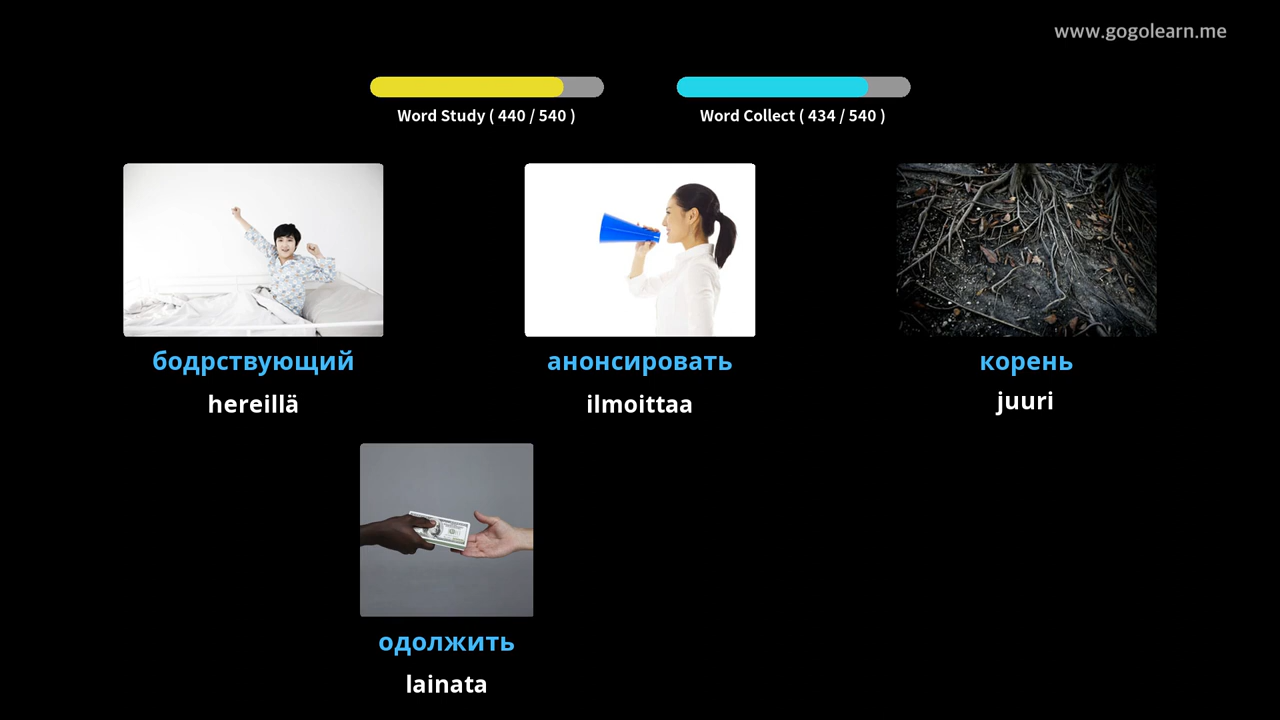 www.gogolearn.me
Word Study ( 440 / 540 )
Word Collect ( 434 / 540 )
бодрствующий
hereillä
анонсировать
ilmoittaa
корень
juuri
одолжить
lainata